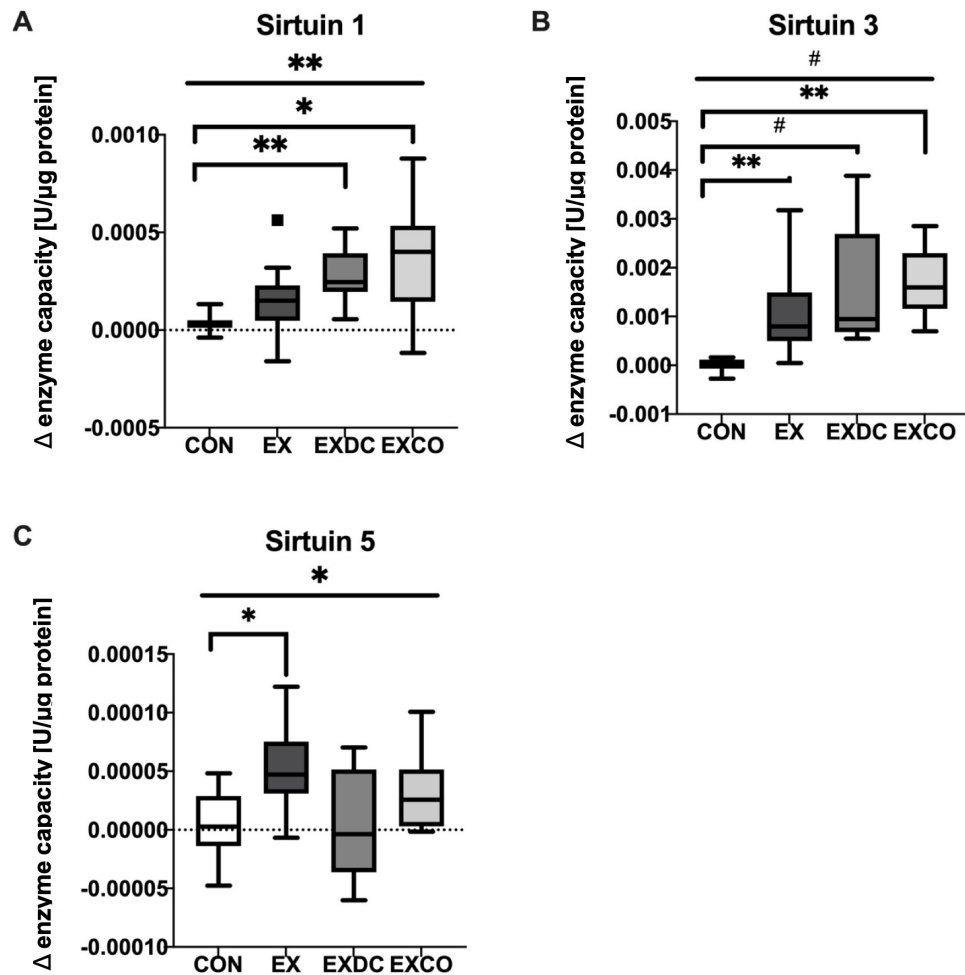 A
Sirtuin 1
**
*
**
Δ enzyme capacity [U/µg protein]
0.0010
0.0005
0.0000
-0.0005
CON EX EXDC EXCO
B
Sirtuin 3
#
**
#
**
Δ enzyme capacity [U/µg protein]
0.005
0.004
0.003
0.002
0.001
0.000
-0.001
CON EX EXDC EXCO
C
Sirtuin 5
*
*
Δ enzyme capacity [U/µg protein]
0.00015
0.00010
0.00005
0.00000
-0.00005
-0.00010
CON EX EXDC EXCO